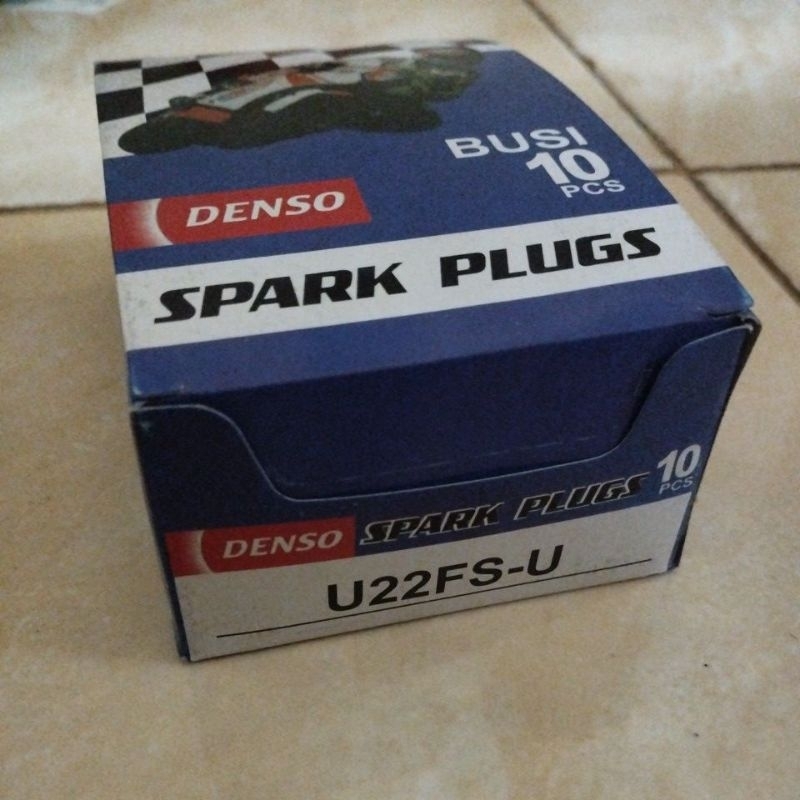 BUSI
10
PCS
DENSO
SPARK PLUGS
10
PCS
DENSO SPARK PLUGS
U22FS-U